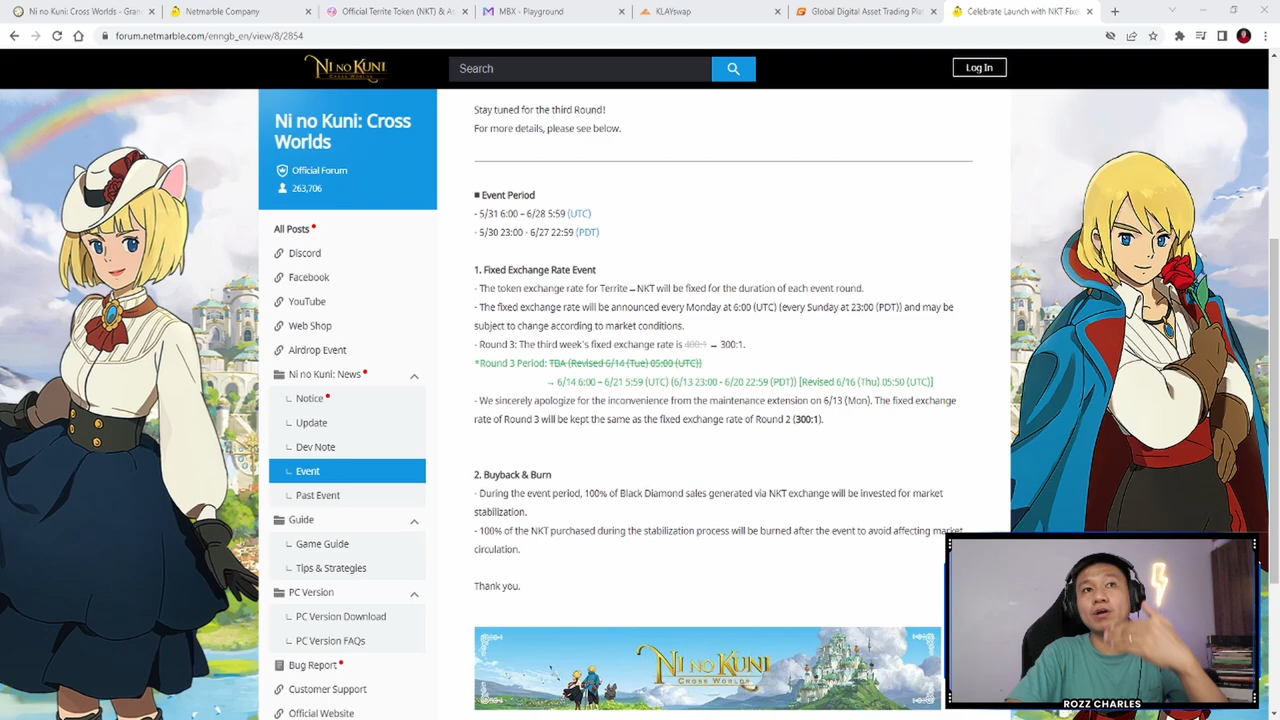 Ni no Kuni: Cross Worlds - Gran
Netmarble Company
Official Territe Token (NKT) & As
MBX - Playground
KLAYswap
Global Digital Asset Trading Plat
Celebrate Launch with NKT Fixe
forum.netmarble.com/enngb_en/view/8/2854
NI NO KUNI
CROSS WORLDS
Search
Log In
Ni no Kuni: Cross
Worlds
Official Forum
263,706
All Posts
Discord
Facebook
YouTube
Web Shop
Airdrop Event
Ni no Kuni: News
Notice
Update
Dev Note
Event
Past Event
Guide
Game Guide
Tips & Strategies
PC Version
PC Version Download
PC Version FAQs
Bug Report
Customer Support
Official Website
Stay tuned for the third Round!
For more details, please see below.
■ Event Period
- 5/31 6:00 – 6/28 5:59 (UTC)
- 5/30 23:00 - 6/27 22:59 (PDT)
1. Fixed Exchange Rate Event
- The token exchange rate for Territe ↔ NKT will be fixed for the duration of each event round.
- The fixed exchange rate will be announced every Monday at 6:00 (UTC) (every Sunday at 23:00 (PDT)) and may
be subject to change according to market conditions.
- Round 3: The third week's fixed exchange rate is 400:1 → 300:1.
*Round 3 Period: TBA (Revised 6/14 (Tue) 05:00 (UTC))
→ 6/14 6:00 – 6/21 5:59 (UTC) (6/13 23:00 - 6/20 22:59 (PDT)) [Revised 6/16 (Thu) 05:50 (UTC)]
- We sincerely apologize for the inconvenience from the maintenance extension on 6/13 (Mon). The fixed exchange
rate of Round 3 will be kept the same as the fixed exchange rate of Round 2 (300:1).
2. Buyback & Burn
- During the event period, 100% of Black Diamond sales generated via NKT exchange will be invested for market
stabilization.
- 100% of the NKT purchased during the stabilization process will be burned after the event to avoid affecting market
circulation.
Thank you.
NI NO KUNI
CROSS WORLDS
ROZZ CHARLES